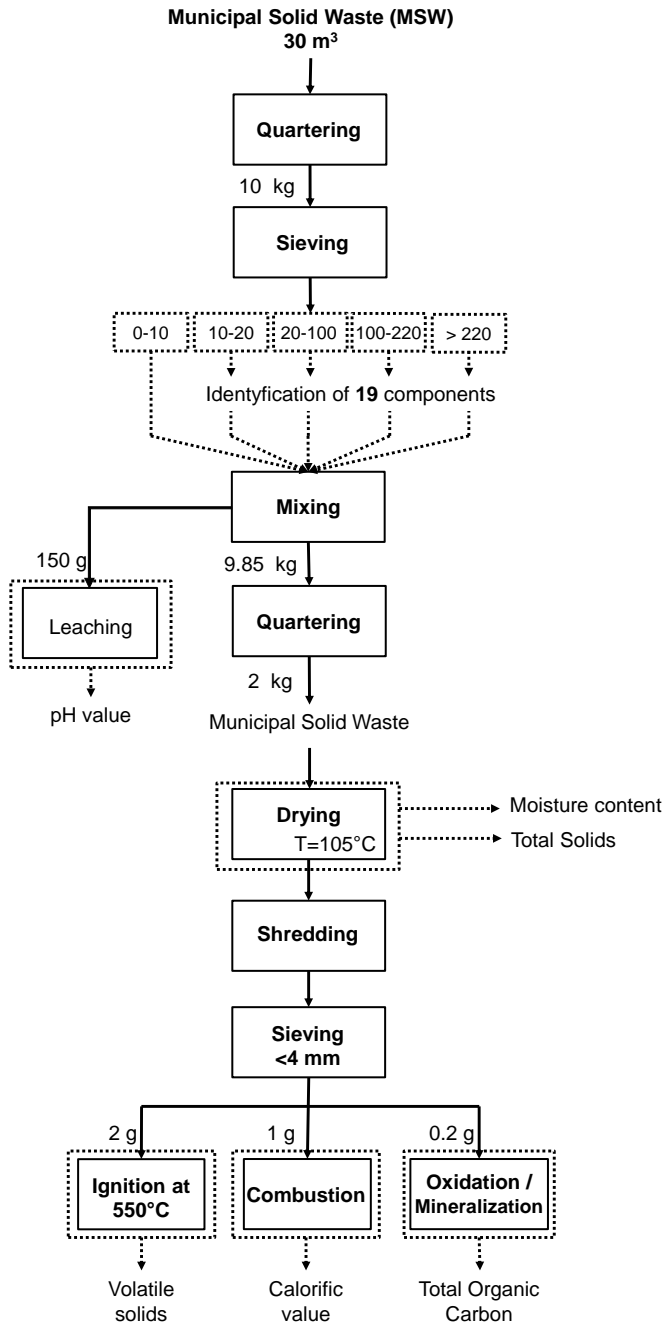 Municipal Solid Waste (MSW)
30 m³
Quartering
10 kg
Sieving
0-10
10-20
20-100
100-220
> 220
Identyfication of 19 components
Mixing
150 g
9.85 kg
Leaching
Quartering
pH value
2 kg
Municipal Solid Waste
Drying
T=105°C
Moisture content
Total Solids
Shredding
Sieving
<4 mm
2 g
1 g
0.2 g
Ignition at
550°C
Combustion
Oxidation /
Mineralization
Volatile
solids
Calorific
value
Total Organic
Carbon